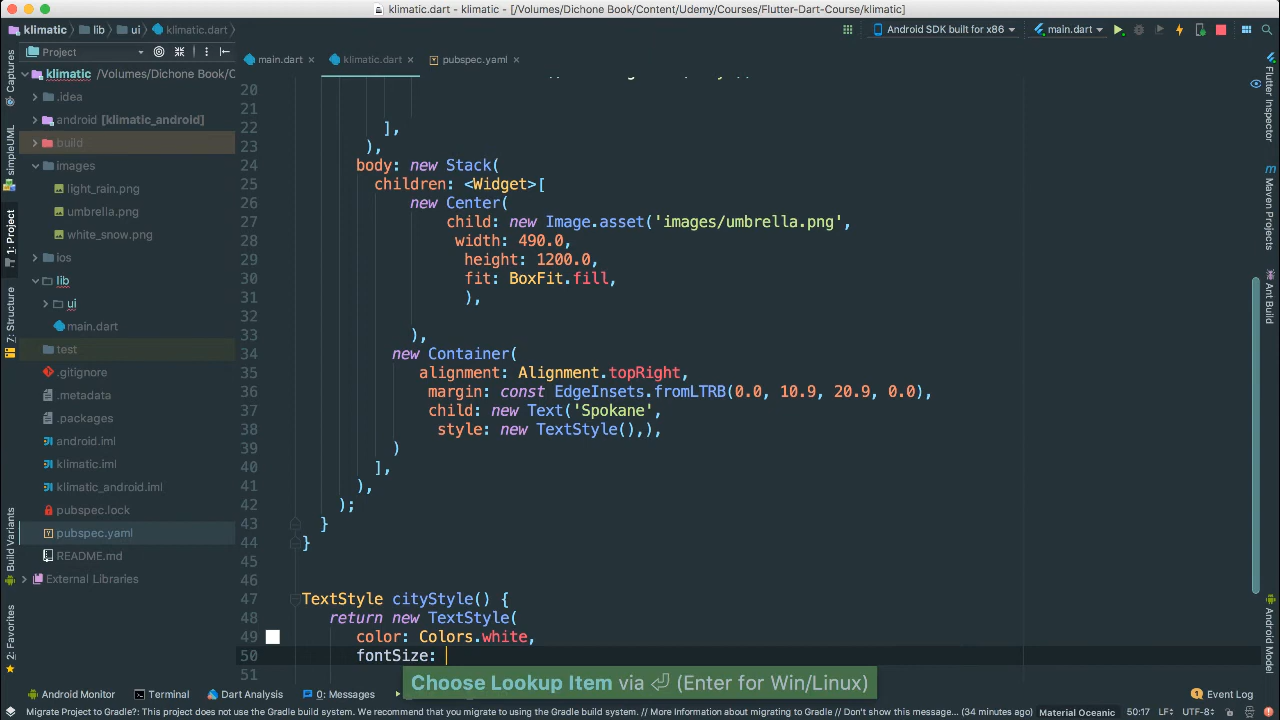 klimatic.dart - klimatic - [/Volumes/Dichone Book/Content/Udemy/Courses/Flutter-Dart-Course/klimatic]
klimatic lib ui klimatic.dart
Android SDK built for x86 main.dart
Project
main.dart × klimatic.dart × pubspec.yaml ×
klimatic /Volumes/Dichone Book/C
.idea
android [klimatic_android]
build
images
light_rain.png
umbrella.png
white_snow.png
ios
lib
ui
main.dart
test
.gitignore
.metadata
.packages
android.iml
klimatic.iml
klimatic_android.iml
pubspec.lock
pubspec.yaml
README.md
External Libraries
Captures
simpleUML
1: Project
7: Structure
Build Variants
2: Favorites
20
21
22 ],
23 ),
24 body: new Stack(
25 children: <Widget>[
26 new Center(
27 child: new Image.asset('images/umbrella.png',
28 width: 490.0,
29 height: 1200.0,
30 fit: BoxFit.fill,
31 ),
32
33 ),
34 new Container(
35 alignment: Alignment.topRight,
36 margin: const EdgeInsets.fromLTRB(0.0, 10.9, 20.9, 0.0),
37 child: new Text('Spokane',
38 style: new TextStyle(),),
39 )
40 ],
41 ),
42 );
43 }
44 }
45
46
47 TextStyle cityStyle() {
48 return new TextStyle(
49 color: Colors.white,
50 fontSize:
51
Choose Lookup Item via ⏎ (Enter for Win/Linux)
Flutter Inspector
Maven Projects
Ant Build
Android Model
Android Monitor Terminal Dart Analysis 0: Messages Event Log
Migrate Project to Gradle?: This project does not use the Gradle build system. We recommend that you migrate to using the Gradle build system. // More Information about migrating to Gradle // Don't show this message... (34 minutes ago) Material Oceanic 50:17 LF÷ UTF-8÷